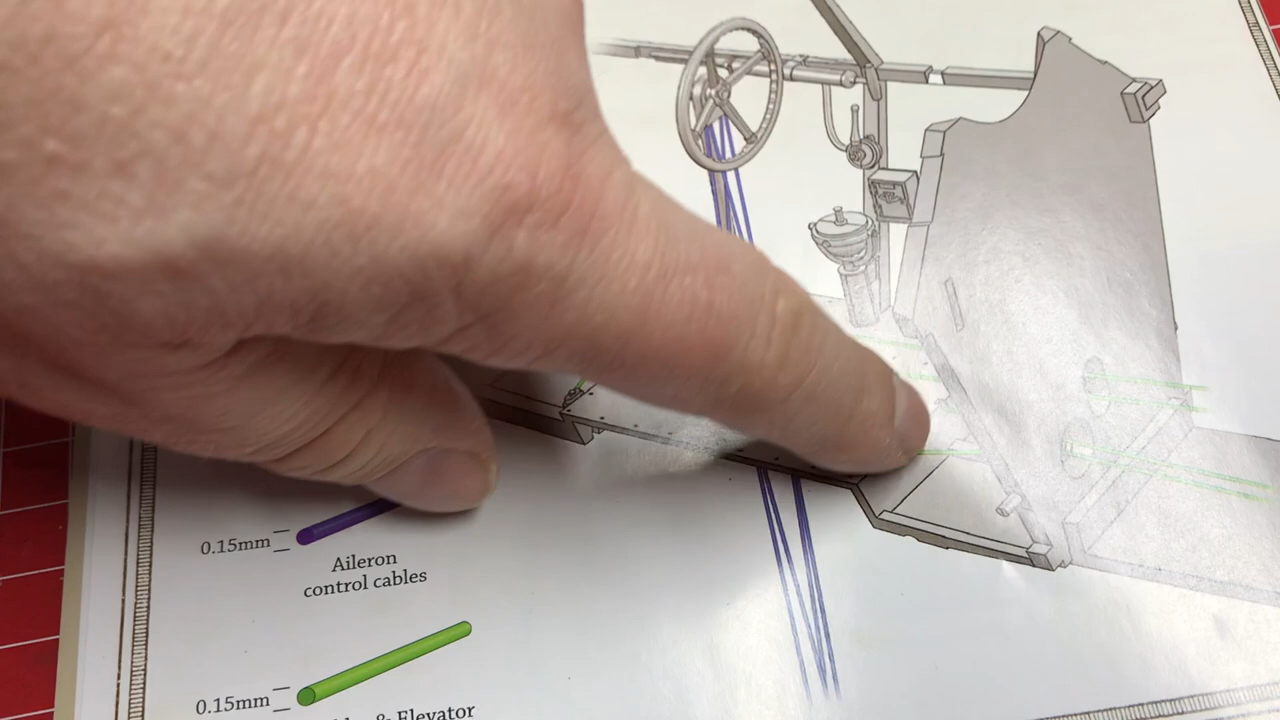 0.15mm
Aileron
control cables
0.15mm
& Elevator